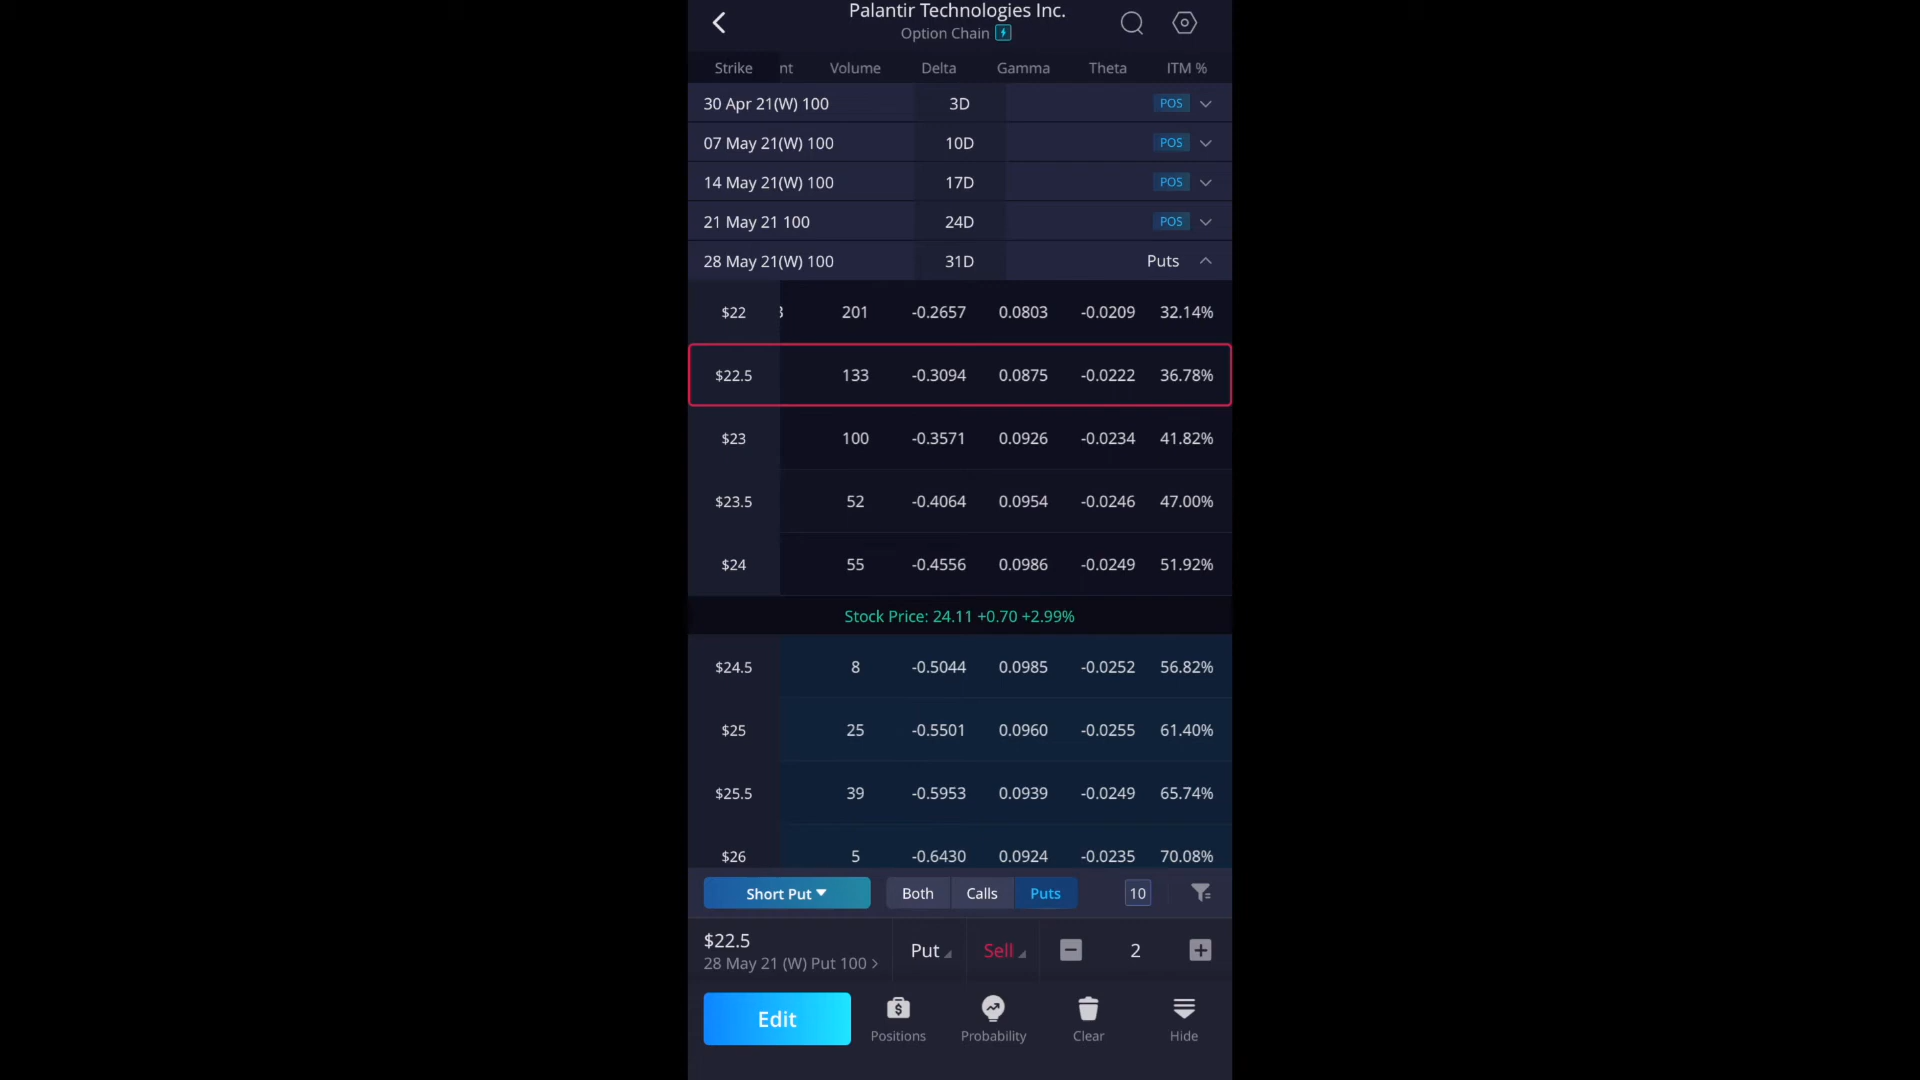 Palantir Technologies Inc.
Option Chain
Strike nt Volume Delta Gamma Theta ITM %
30 Apr 21(W) 100 3D POS
07 May 21(W) 100 10D POS
14 May 21(W) 100 17D POS
21 May 21 100 24D POS
28 May 21(W) 100 31D Puts
$22 201 -0.2657 0.0803 -0.0209 32.14%
$22.5 133 -0.3094 0.0875 -0.0222 36.78%
$23 100 -0.3571 0.0926 -0.0234 41.82%
$23.5 52 -0.4064 0.0954 -0.0246 47.00%
$24 55 -0.4556 0.0986 -0.0249 51.92%
Stock Price: 24.11 +0.70 +2.99%
$24.5 8 -0.5044 0.0985 -0.0252 56.82%
$25 25 -0.5501 0.0960 -0.0255 61.40%
$25.5 39 -0.5953 0.0939 -0.0249 65.74%
$26 5 -0.6430 0.0924 -0.0235 70.08%
Short Put Both Calls Puts 10
$22.5 Put Sell 2
28 May 21 (W) Put 100 >
Edit Positions Probability Clear Hide